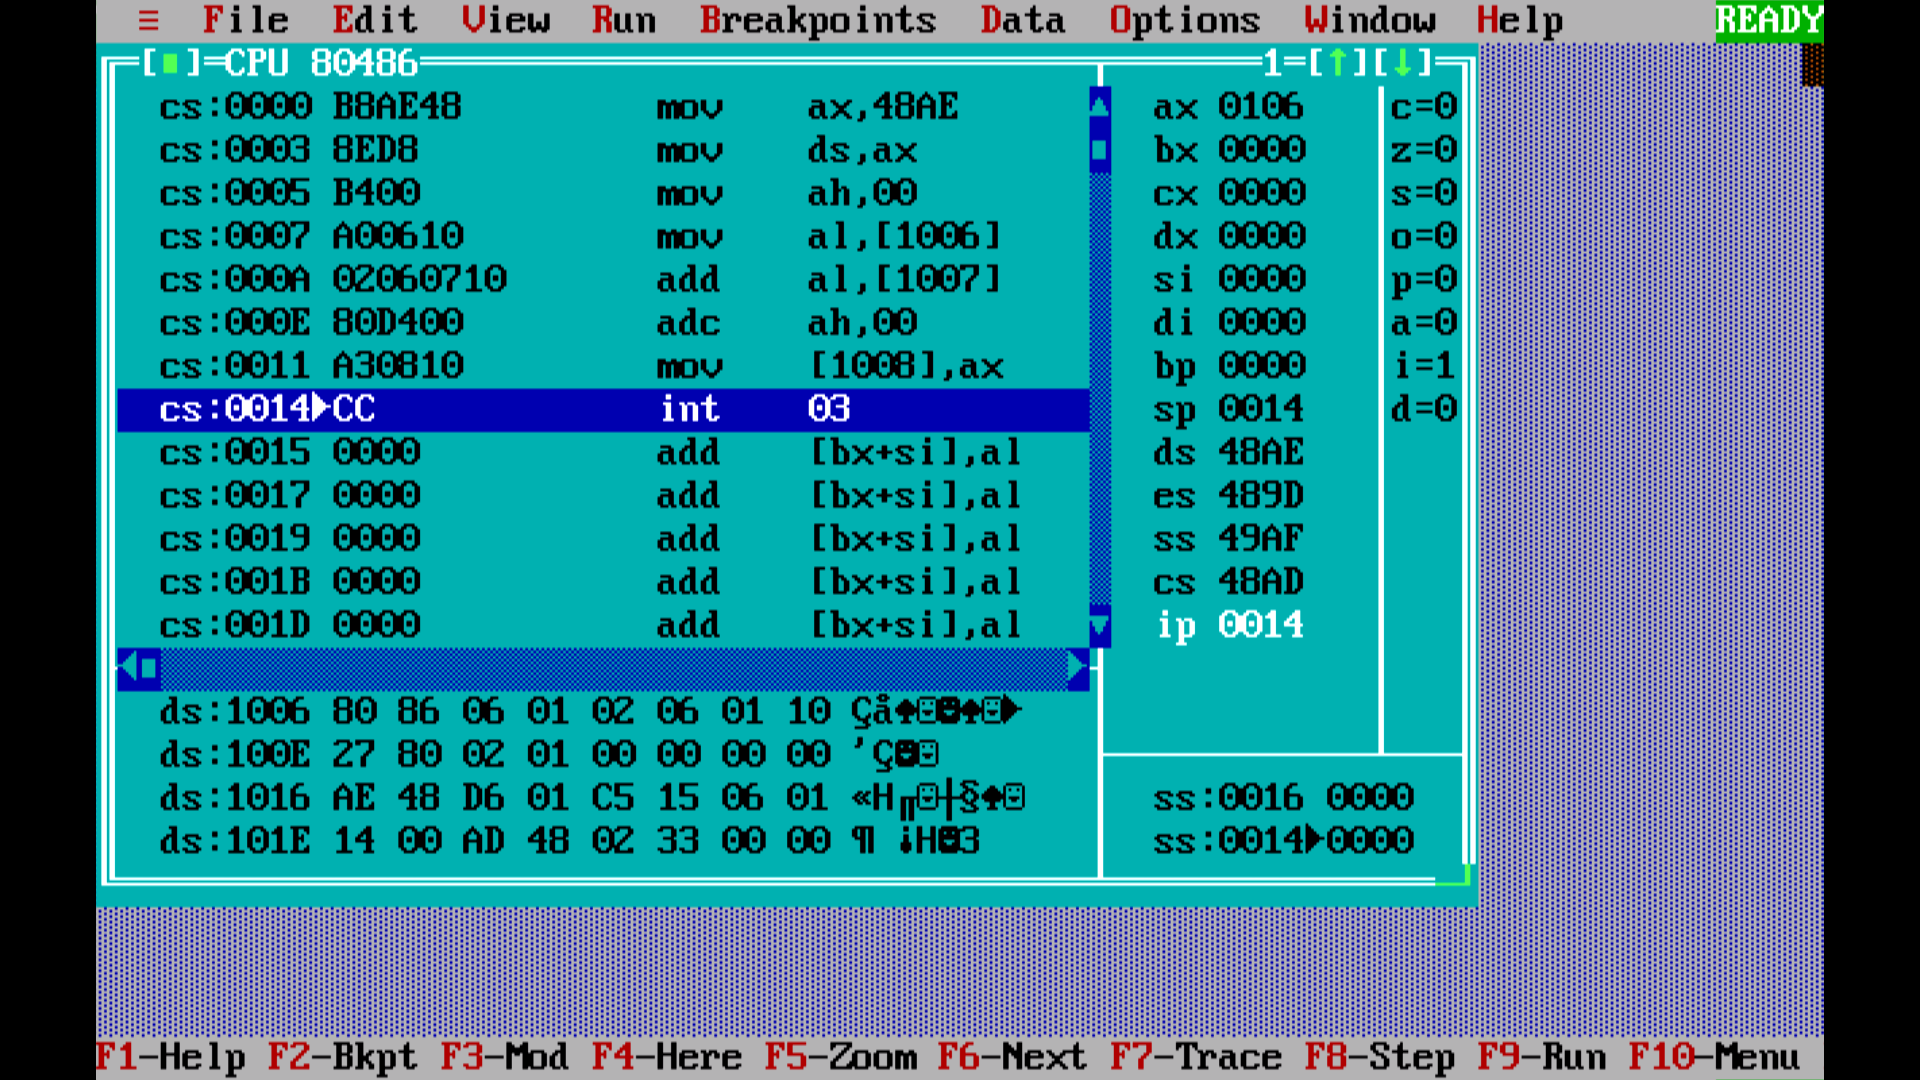 ≡ File Edit View Run Breakpoints Data Options Window Help READY
[■]=CPU 80486 1=[↑][↓]
cs:0000 B8AE48 mov ax,48AE ax 0106 c=0
cs:0003 8ED8 mov ds,ax bx 0000 z=0
cs:0005 B400 mov ah,00 cx 0000 s=0
cs:0007 A00610 mov al,[1006] dx 0000 o=0
cs:000A 02060710 add al,[1007] si 0000 p=0
cs:000E 80D400 adc ah,00 di 0000 a=0
cs:0011 A30810 mov [1008],ax bp 0000 i=1
cs:0014►CC int 03 sp 0014 d=0
cs:0015 0000 add [bx+si],al ds 48AE
cs:0017 0000 add [bx+si],al es 489D
cs:0019 0000 add [bx+si],al ss 49AF
cs:001B 0000 add [bx+si],al cs 48AD
cs:001D 0000 add [bx+si],al ip 0014
ds:1006 80 86 06 01 02 06 01 10 Çå♠☺☻♠☺►
ds:100E 27 80 02 01 00 00 00 00 'Ç☻☺
ds:1016 AE 48 D6 01 C5 15 06 01 «H╓☺┼§♠☺ ss:0016 0000
ds:101E 14 00 AD 48 02 33 00 00 ¶ ¡H☻3 ss:0014►0000
F1-Help F2-Bkpt F3-Mod F4-Here F5-Zoom F6-Next F7-Trace F8-Step F9-Run F10-Menu